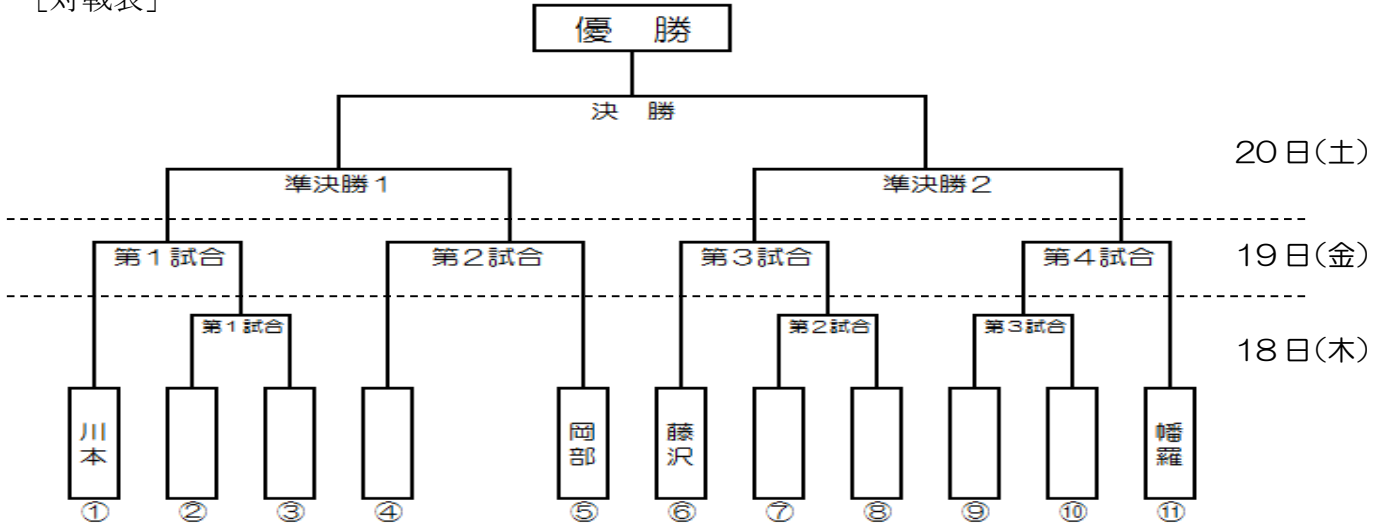 ［対戦表］
優　勝
決　勝
20日(土)
準決勝１
準決勝２
第１試合
第２試合
第３試合
第４試合
19日(金)
第１試合
第２試合
第３試合
18日(木)
川本
岡部
藤沢
幡羅
①
②
③
④
⑤
⑥
⑦
⑧
⑨
⑩
⑪